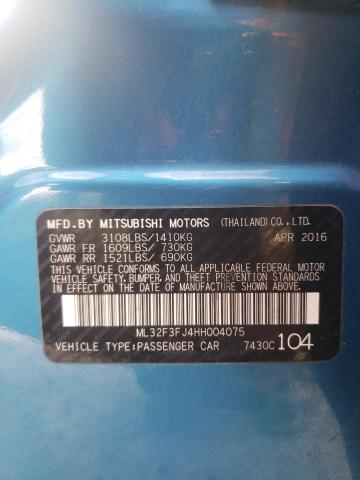 MFD.BY MITSUBISHI MOTORS (THAILAND)CO.,LTD.
GVWR 3108LBS/1410KG APR 2016
GAWR FR 1609LBS/ 730KG
GAWR RR 1521LBS/ 690KG
THIS VEHICLE CONFORMS TO ALL APPLICABLE
U.S.FEDERAL MOTOR VEHICLE SAFETY,BUMPER,
AND THEFT PREVENTION STANDARDS
IN EFFECT ON THE DATE OF MANUFACTURE
SHOWN ABOVE.
ML32F3FJ4HH004075
VEHICLE TYPE:PASSENGER CAR 7430C 104